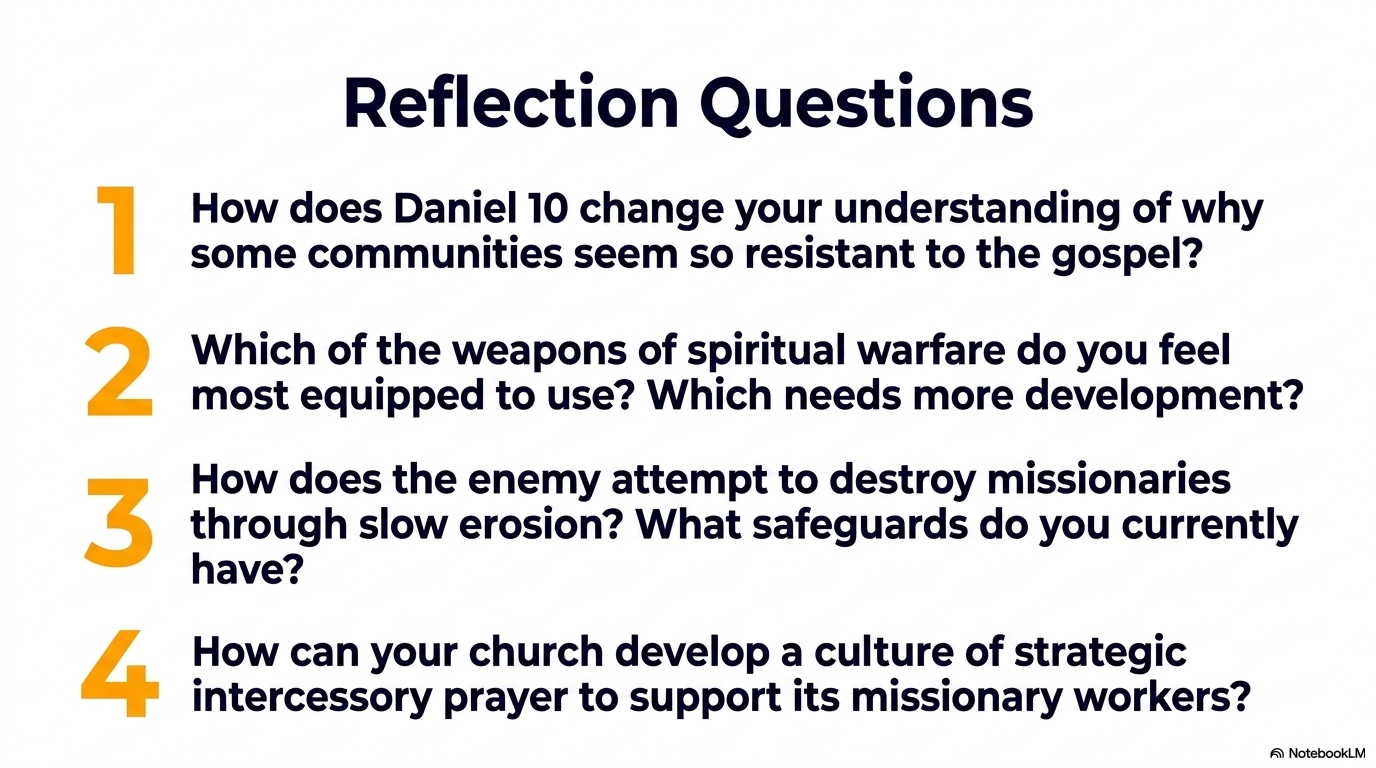 Reflection Questions
1
How does Daniel 10 change your understanding of why
some communities seem so resistant to the gospel?
2
Which of the weapons of spiritual warfare do you feel
most equipped to use? Which needs more development?
3
How does the enemy attempt to destroy missionaries
through slow erosion? What safeguards do you currently
have?
4
How can your church develop a culture of strategic
intercessory prayer to support its missionary workers?
NotebookLM